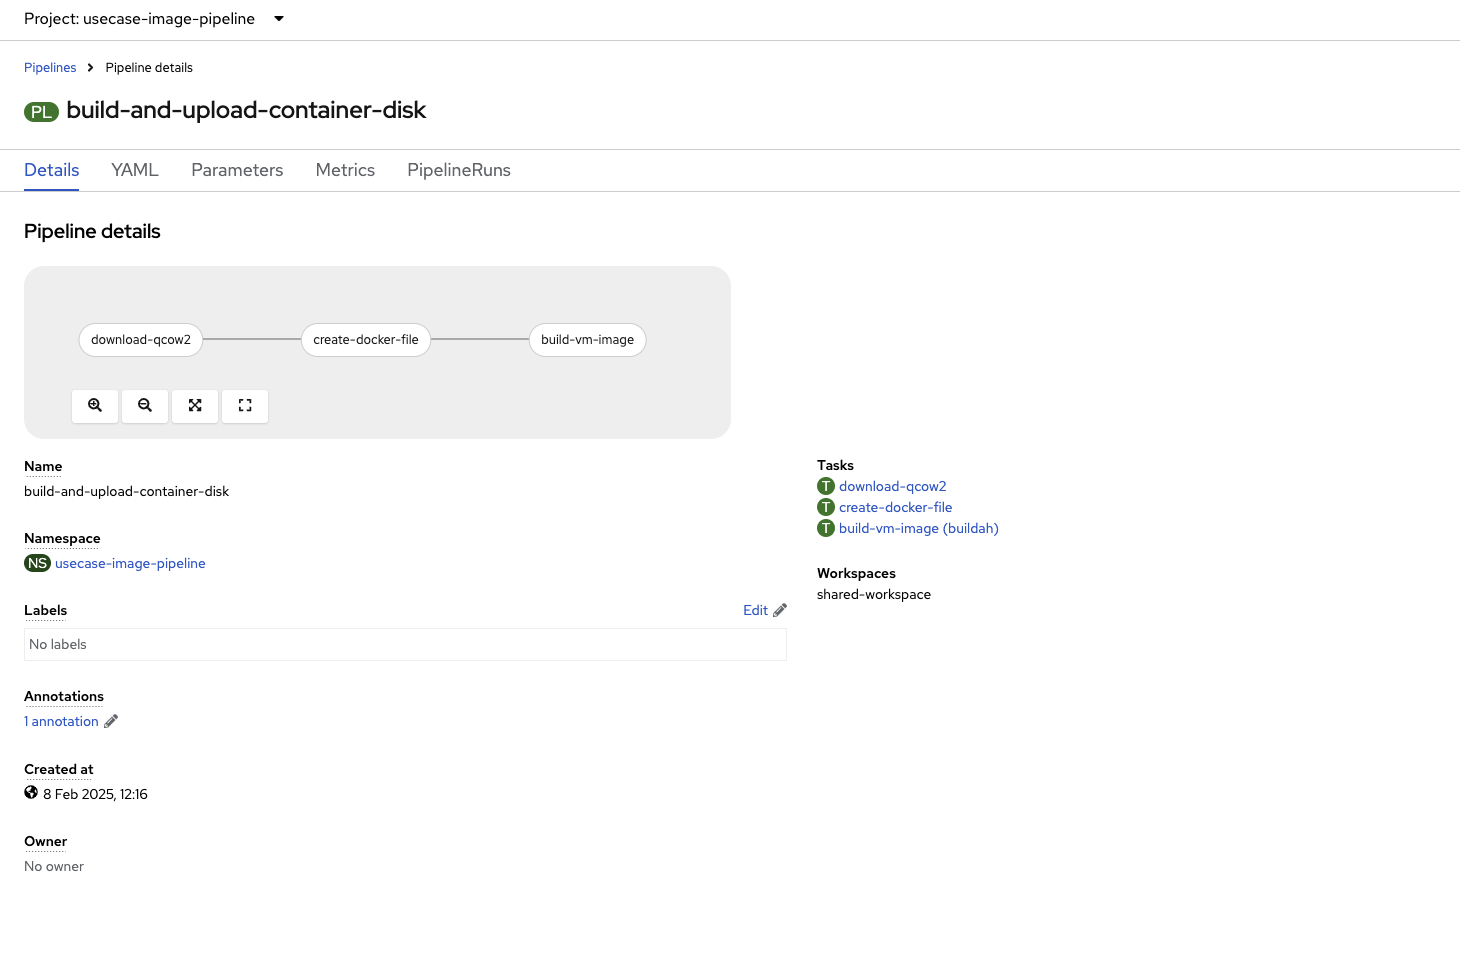 Project: usecase-image-pipeline
Pipelines Pipeline details
PL build-and-upload-container-disk
Details YAML Parameters Metrics PipelineRuns
Pipeline details
download-qcow2 create-docker-file build-vm-image
Name
build-and-upload-container-disk
Namespace
NS usecase-image-pipeline
Labels Edit
No labels
Annotations
1 annotation
Created at
8 Feb 2025, 12:16
Owner
No owner
Tasks
T download-qcow2
T create-docker-file
T build-vm-image (buildah)
Workspaces
shared-workspace